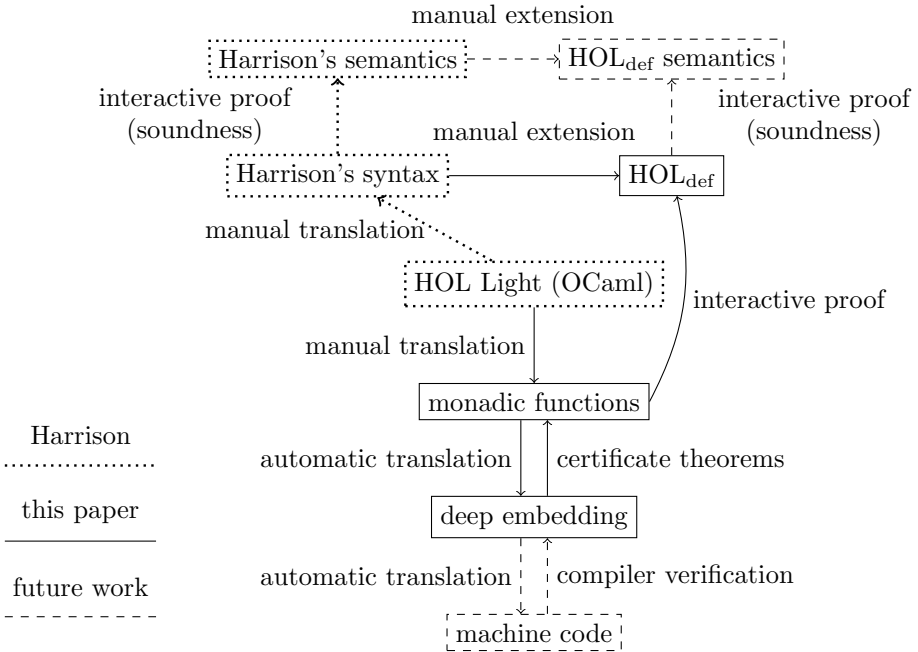 manual extension
Harrison's semantics
HOLdef semantics
interactive proof
(soundness)
interactive proof
(soundness)
manual extension
Harrison's syntax
HOLdef
manual translation
HOL Light (OCaml)
interactive proof
manual translation
monadic functions
Harrison
automatic translation
certificate theorems
this paper
deep embedding
future work
automatic translation
compiler verification
machine code